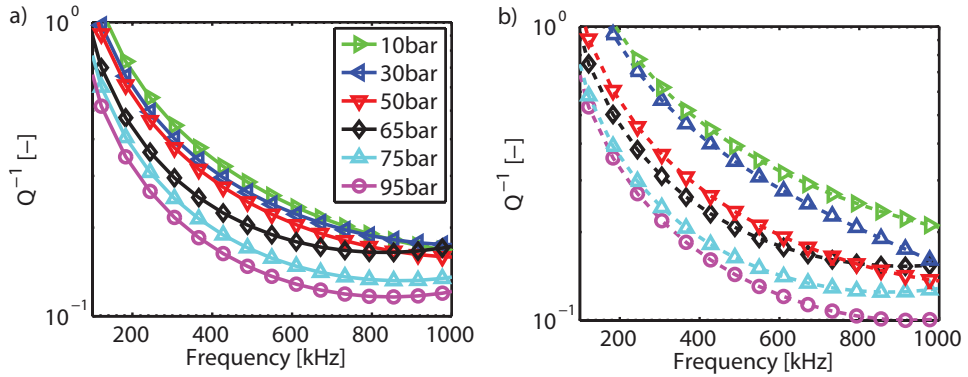 a)
10⁰
Q⁻¹ [-]
10⁻¹
200 400 600 800 1000
Frequency [kHz]
10bar
30bar
50bar
65bar
75bar
95bar
b)
10⁰
Q⁻¹ [-]
10⁻¹
200 400 600 800 1000
Frequency [kHz]